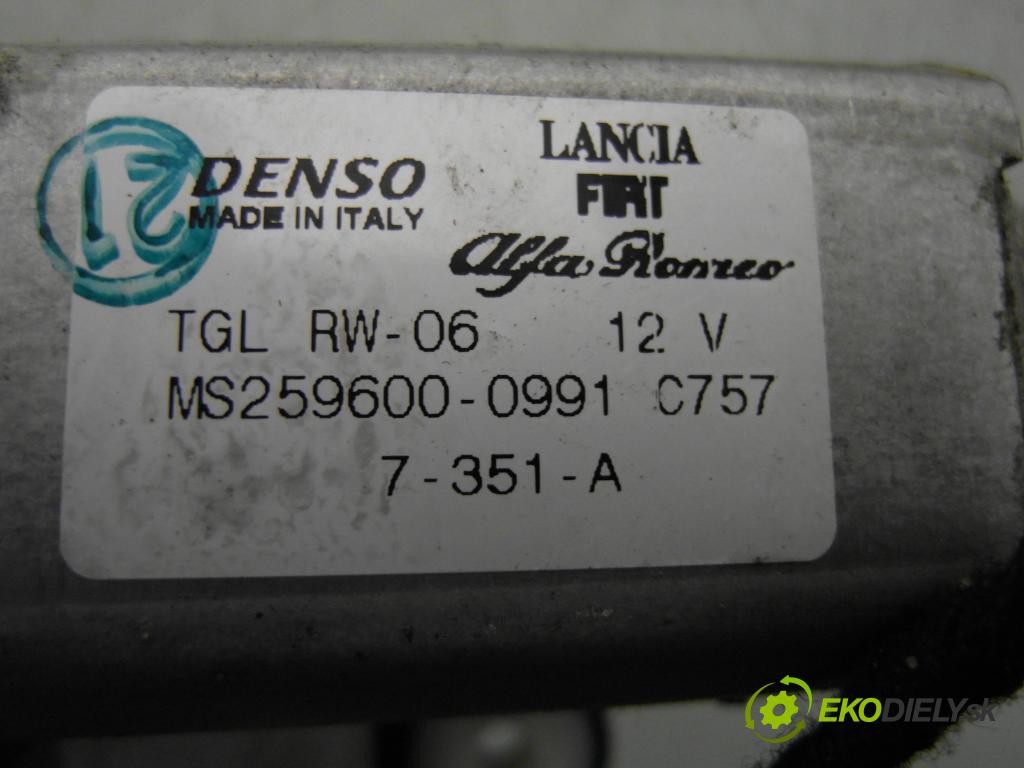 21
DENSO
MADE IN ITALY
LANCIA
FIAT
Alfa Romeo
TGL RW-06 12 V
MS259600-0991 C757
7-351-A
EKODIELY.sk